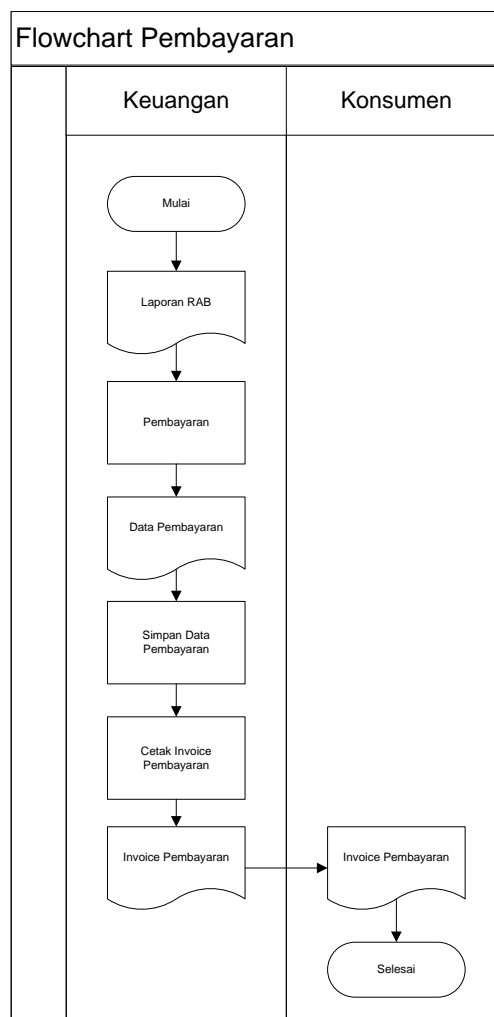 Flowchart Pembayaran
Keuangan
Konsumen
Mulai
Laporan RAB
Pembayaran
Data Pembayaran
Simpan Data
Pembayaran
Cetak Invoice
Pembayaran
Invoice Pembayaran
Invoice Pembayaran
Selesai